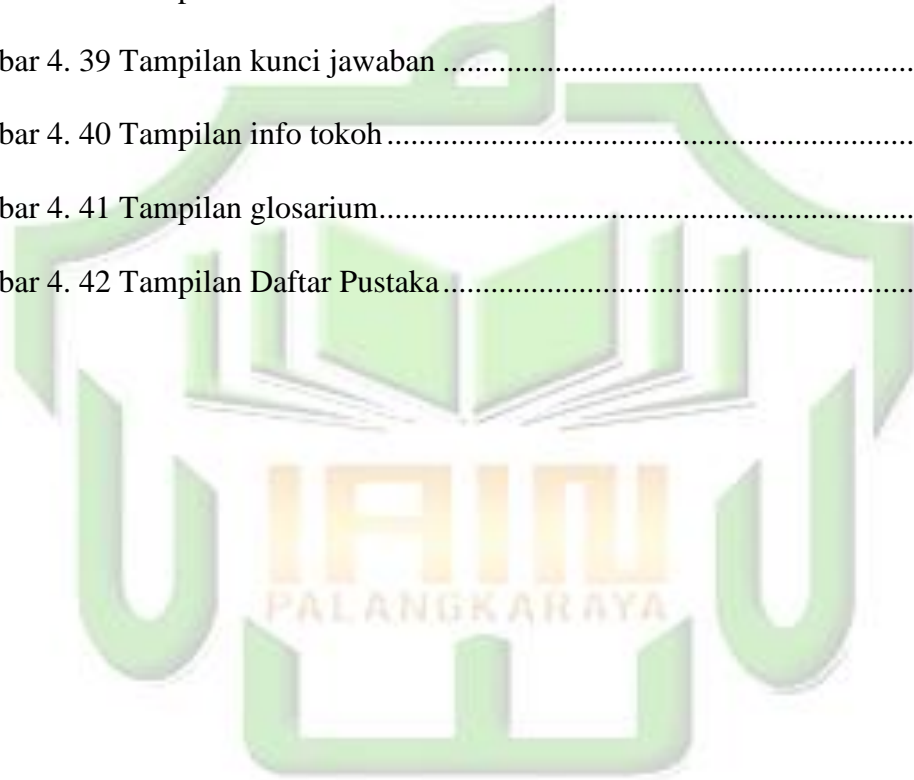 bar 4. 39 Tampilan kunci jawaban ............................................................
bar 4. 40 Tampilan info tokoh ...................................................................
bar 4. 41 Tampilan glosarium....................................................................
bar 4. 42 Tampilan Daftar Pustaka ............................................................
IAIN
PALANGKARAYA